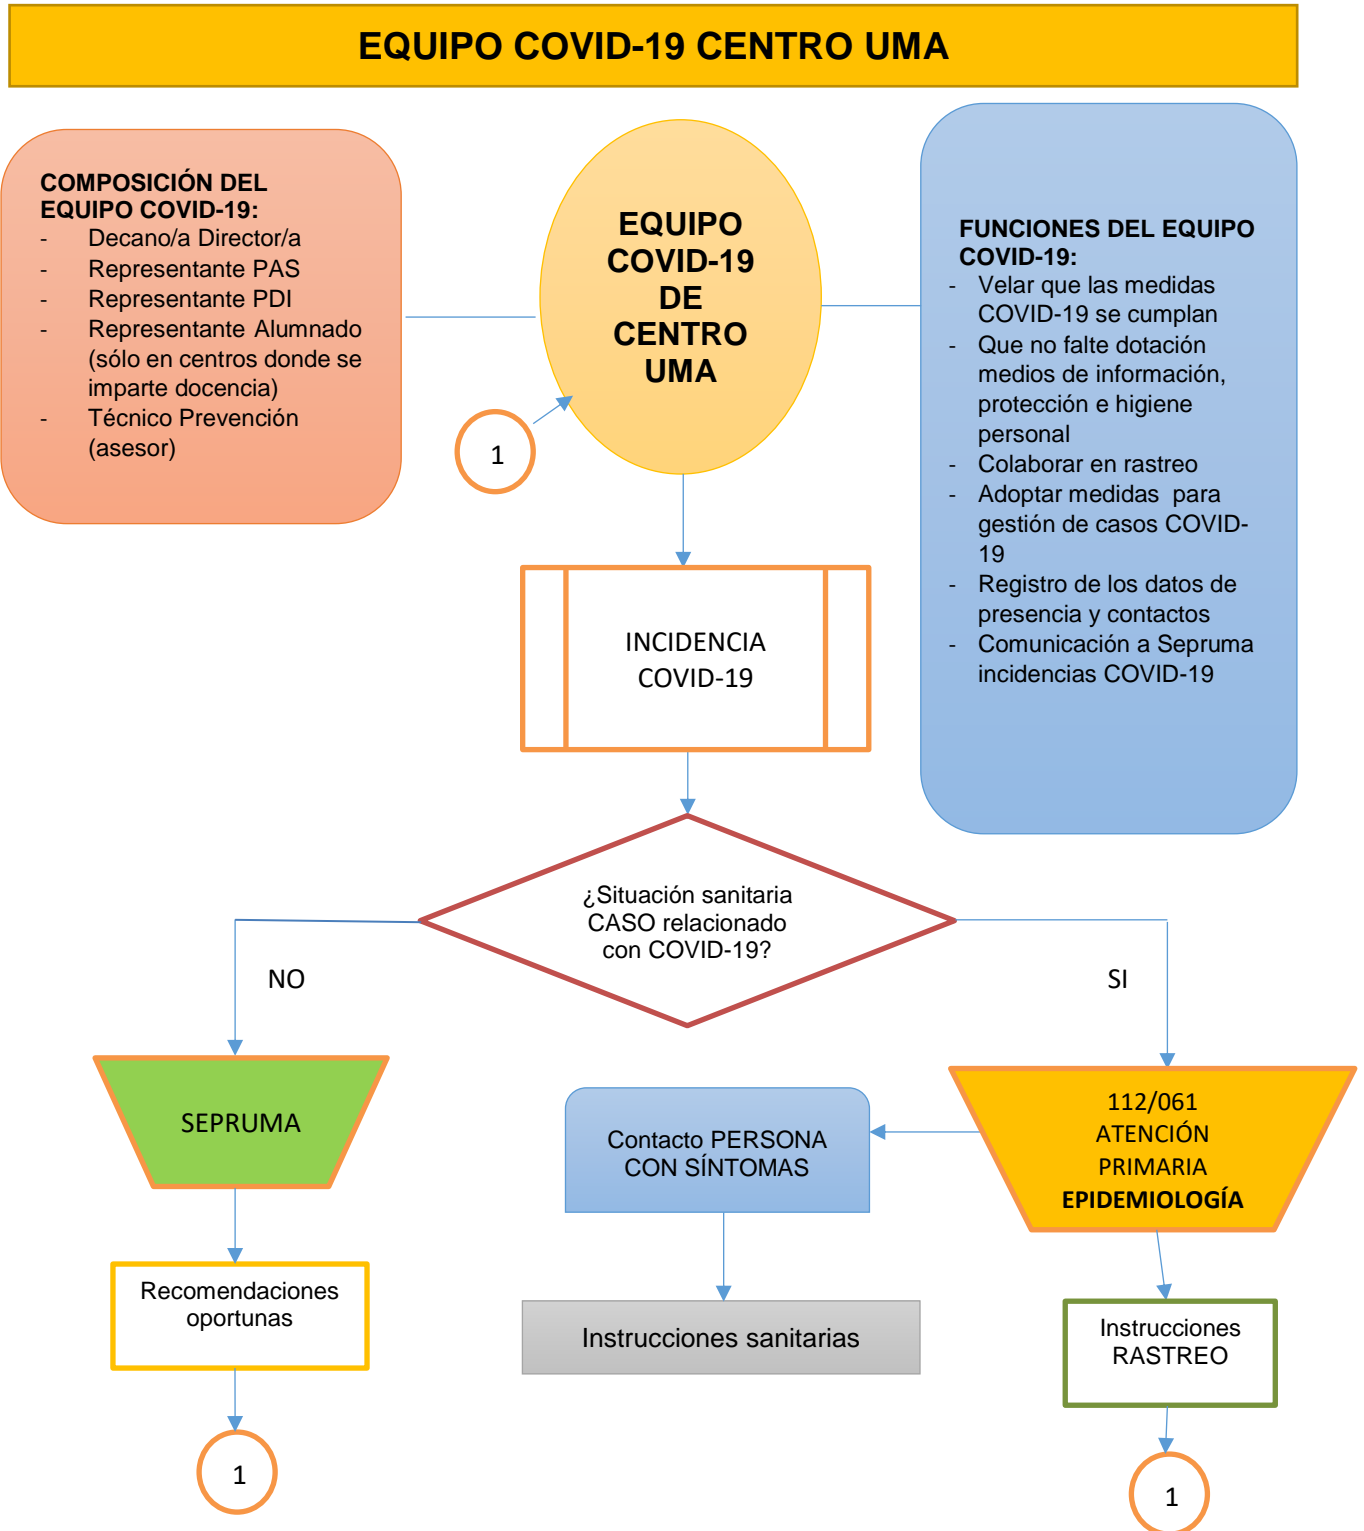 EQUIPO COVID-19 CENTRO UMA
COMPOSICIÓN DEL
EQUIPO COVID-19:
- Decano/a Director/a
- Representante PAS
- Representante PDI
- Representante Alumnado
(sólo en centros donde se
imparte docencia)
- Técnico Prevención
(asesor)
EQUIPO
COVID-19
DE
CENTRO
UMA
1
FUNCIONES DEL EQUIPO
COVID-19:
- Velar que las medidas
COVID-19 se cumplan
- Que no falte dotación
medios de información,
protección e higiene
personal
- Colaborar en rastreo
- Adoptar medidas para
gestión de casos COVID-
19
- Registro de los datos de
presencia y contactos
- Comunicación a Sepruma
incidencias COVID-19
INCIDENCIA
COVID-19
¿Situación sanitaria
CASO relacionado
con COVID-19?
NO
SI
SEPRUMA
Contacto PERSONA
CON SÍNTOMAS
112/061
ATENCIÓN
PRIMARIA
EPIDEMIOLOGÍA
Recomendaciones
oportunas
Instrucciones sanitarias
Instrucciones
RASTREO
1
1